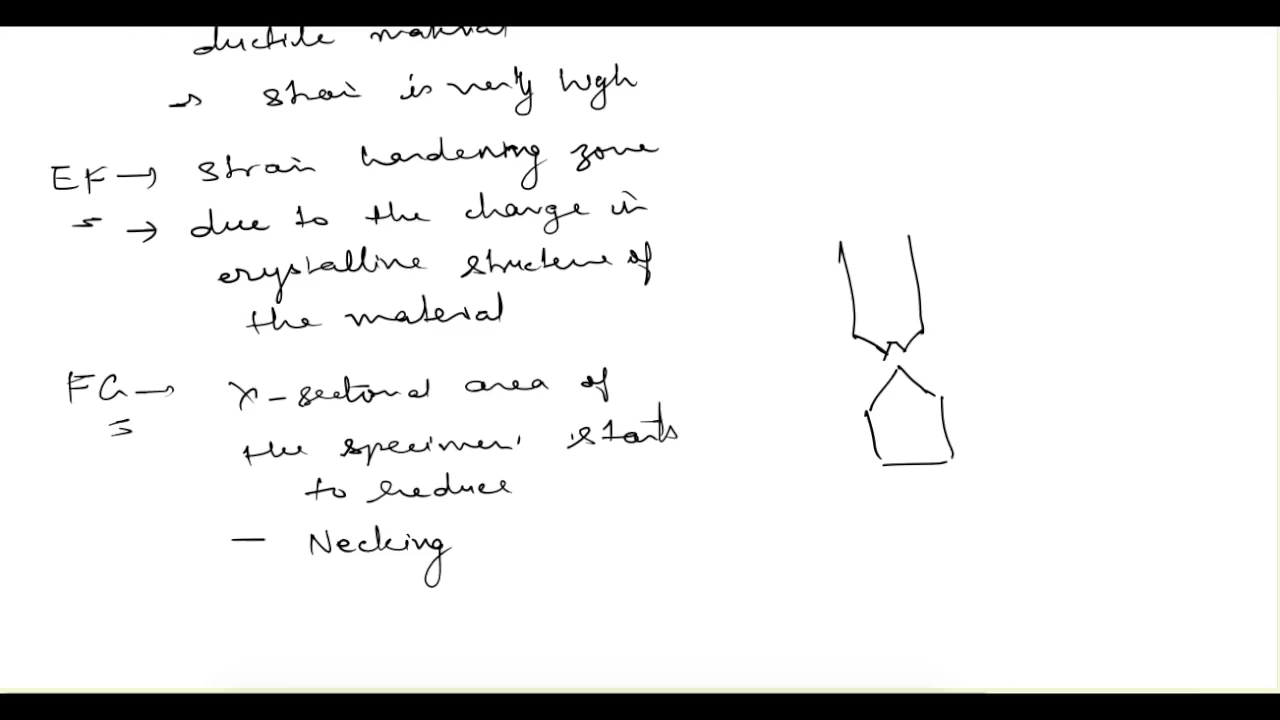 ductile material
→ strain is very high
EF → strain hardening zone
→ due to the change in
crystalline structure of
the material
FG → X-sectional area of
the specimen starts
to reduce
— Necking